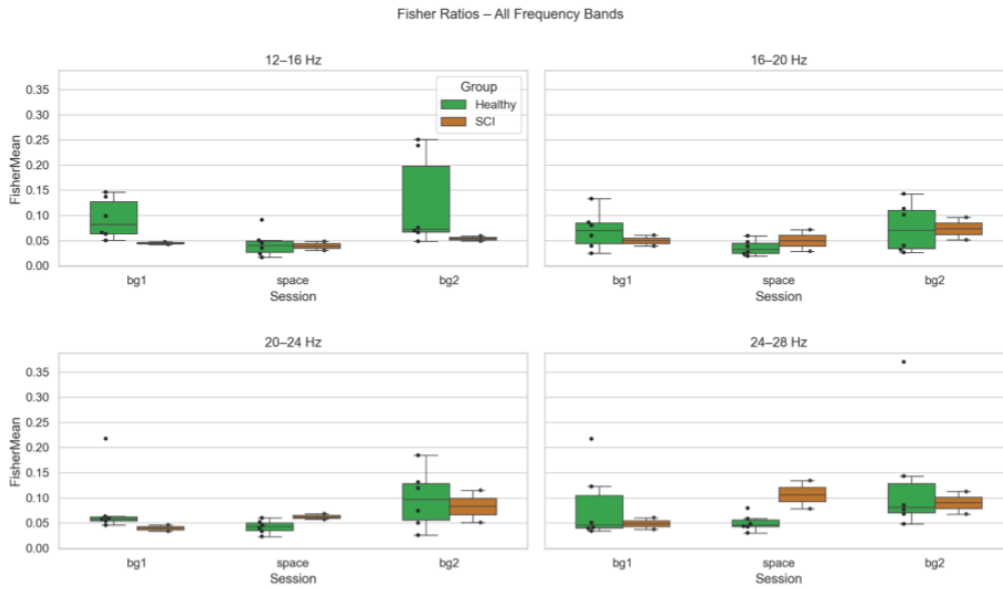 Fisher Ratios – All Frequency Bands
12–16 Hz
16–20 Hz
FisherMean
0.35
0.30
0.25
0.20
0.15
0.10
0.05
0.00
Group
Healthy
SCI
bg1
space
bg2
Session
bg1
space
bg2
Session
20–24 Hz
24–28 Hz
FisherMean
0.35
0.30
0.25
0.20
0.15
0.10
0.05
0.00
bg1
space
bg2
Session
bg1
space
bg2
Session